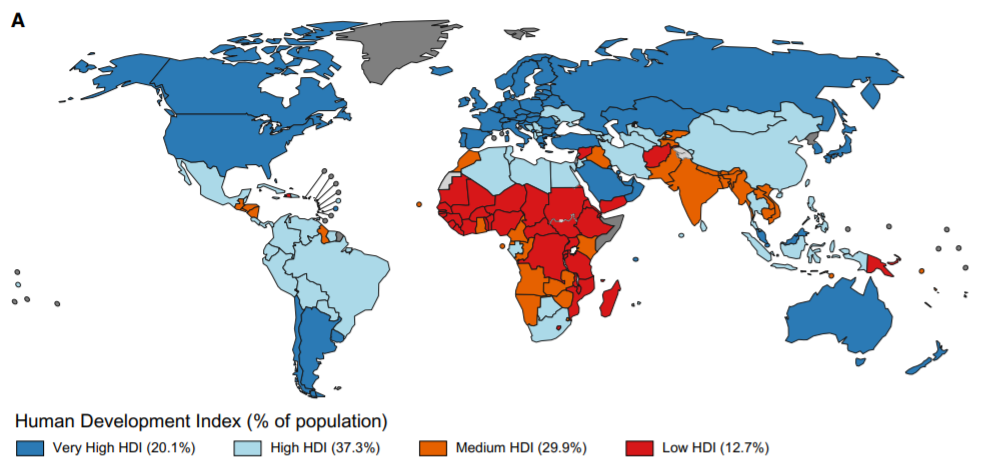 A
Human Development Index (% of population)
Very High HDI (20.1%) High HDI (37.3%) Medium HDI (29.9%) Low HDI (12.7%)